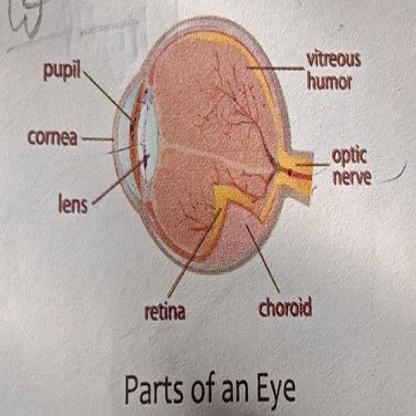 pupil
vitreous
humor
cornea
optic
nerve
lens
retina
choroid
Parts of an Eye